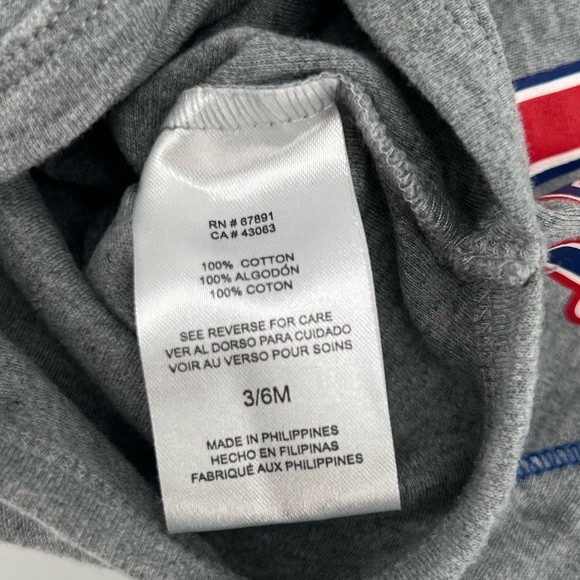 RN # 67891
CA # 43063
100% COTTON
100% ALGODÓN
100% COTON
SEE REVERSE FOR CARE
VER AL DORSO PARA CUIDADO
VOIR AU VERSO POUR SOINS
3/6M
MADE IN PHILIPPINES
HECHO EN FILIPINAS
FABRIQUÉ AUX PHILIPPINES